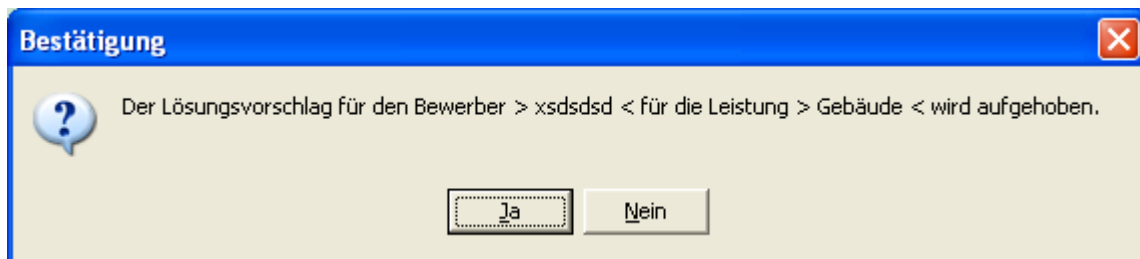 Bestätigung
Der Lösungsvorschlag für den Bewerber > xsdsdsd < für die Leistung > Gebäude < wird aufgehoben.
Ja Nein